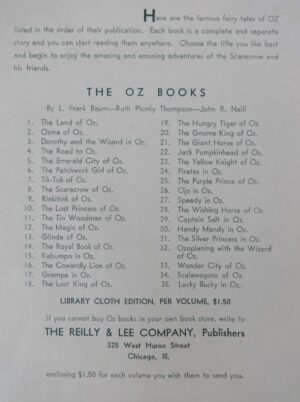 Here are the famous fairy tales of OZ
listed in the order of their publication. Each book is a complete and separate
story and you can start reading them anywhere. Choose the title you like best
and begin to enjoy the amazing and amusing adventures of the Scarecrow and
his friends.
THE OZ BOOKS
By L. Frank Baum—Ruth Plumly Thompson—John R. Neill
1. The Land of Oz.
2. Ozma of Oz.
3. Dorothy and the Wizard in Oz.
4. The Road to Oz.
5. The Emerald City of Oz.
6. The Patchwork Girl of Oz.
7. Tik-Tok of Oz.
8. The Scarecrow of Oz.
9. Rinkitink of Oz.
10. The Lost Princess of Oz.
11. The Tin Woodman of Oz.
12. The Magic of Oz.
13. Glinda of Oz.
14. The Royal Book of Oz.
15. Kabumpo in Oz.
16. The Cowardly Lion of Oz.
17. Grampa in Oz.
18. The Lost King of Oz.
19. The Hungry Tiger of Oz.
20. The Gnome King of Oz.
21. The Giant Horse of Oz.
22. Jack Pumpkinhead of Oz.
23. The Yellow Knight of Oz.
24. Pirates in Oz.
25. The Purple Prince of Oz.
26. Ojo in Oz.
27. Speedy in Oz.
28. The Wishing Horse of Oz.
29. Captain Salt in Oz.
30. Handy Mandy in Oz.
31. The Silver Princess in Oz.
32. Ozoplaning with the Wizard
of Oz.
33. Wonder City of Oz.
34. Scalawagons of Oz.
35. Lucky Bucky in Oz.
LIBRARY CLOTH EDITION, PER VOLUME, $1.50
If you cannot buy Oz books in your own book store, write to
THE REILLY & LEE COMPANY, Publishers
325 West Huron Street
Chicago, Ill.
enclosing $1.50 for each volume you wish them to send you.